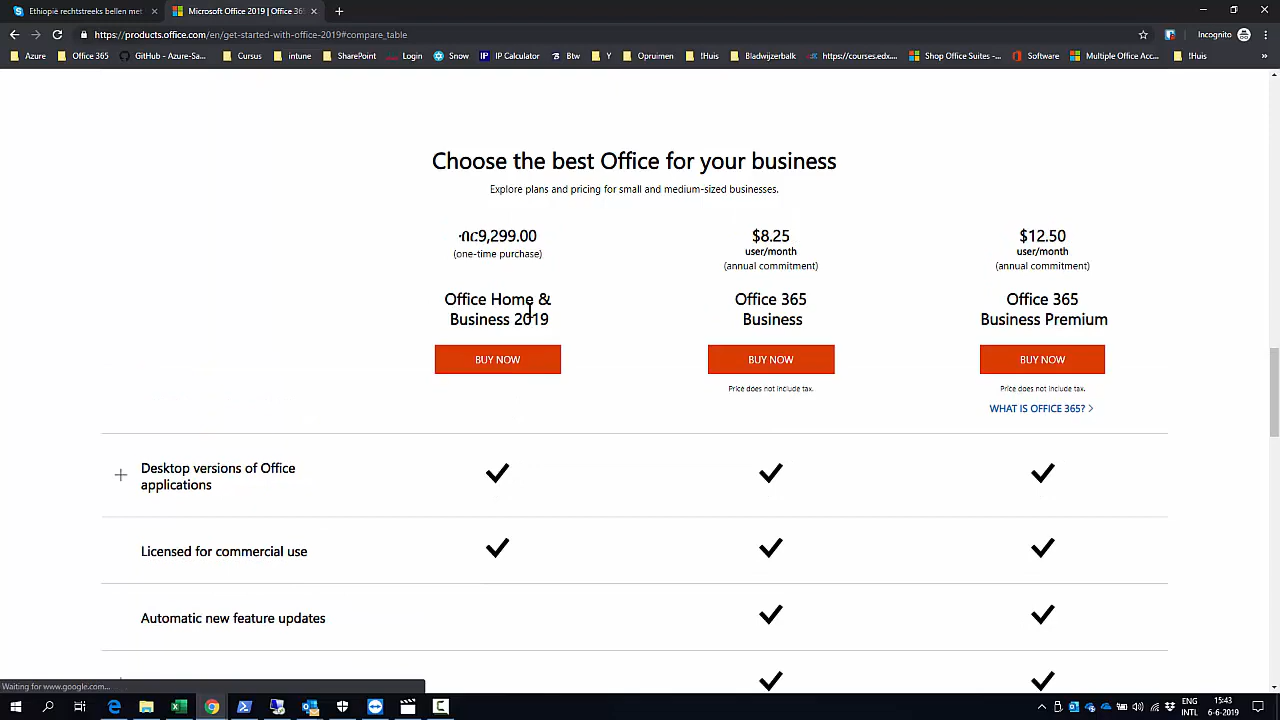 Ethiopië rechtstreeks bellen met
Microsoft Office 2019 | Office 365
https://products.office.com/en/get-started-with-office-2019#compare_table
Incognito
Azure
Office 365
GitHub - Azure-Sa...
Cursus
intune
SharePoint
Login
Snow
IP Calculator
Btw
Y
Opruimen
IHuis
Bladwijzerbalk
https://courses.edx....
Shop Office Suites -...
Software
Multiple Office Acc...
!Huis
Choose the best Office for your business
Explore plans and pricing for small and medium-sized businesses.
ብር9,299.00
(one-time purchase)
Office Home &
Business 2019
BUY NOW
$8.25
user/month
(annual commitment)
Office 365
Business
BUY NOW
Price does not include tax.
$12.50
user/month
(annual commitment)
Office 365
Business Premium
BUY NOW
Price does not include tax.
WHAT IS OFFICE 365?
Desktop versions of Office
applications
Licensed for commercial use
Automatic new feature updates
Waiting for www.google.com...
ENG
INTL
15:43
6-6-2019